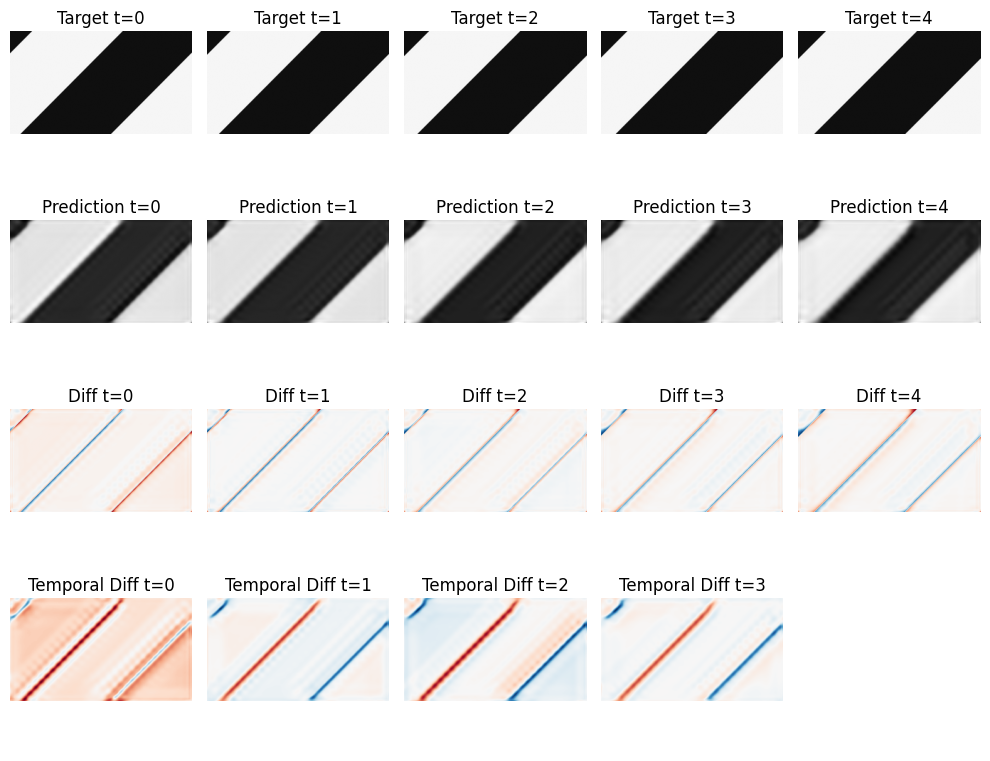 Target t=0 Target t=1 Target t=2 Target t=3 Target t=4
Prediction t=0 Prediction t=1 Prediction t=2 Prediction t=3 Prediction t=4
Diff t=0 Diff t=1 Diff t=2 Diff t=3 Diff t=4
Temporal Diff t=0 Temporal Diff t=1 Temporal Diff t=2 Temporal Diff t=3